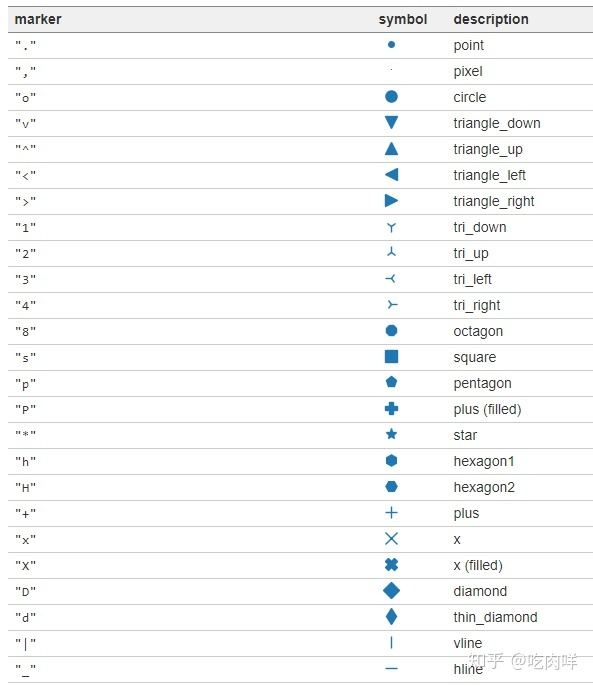 marker symbol description
"." point
"," pixel
"o" circle
"v" triangle_down
"^" triangle_up
"<" triangle_left
">" triangle_right
"1" tri_down
"2" tri_up
"3" tri_left
"4" tri_right
"8" octagon
"s" square
"p" pentagon
"P" plus (filled)
"*" star
"h" hexagon1
"H" hexagon2
"+" plus
"x" x
"X" x (filled)
"D" diamond
"d" thin_diamond
"|" vline
"_" hline
知乎 @吃肉咩